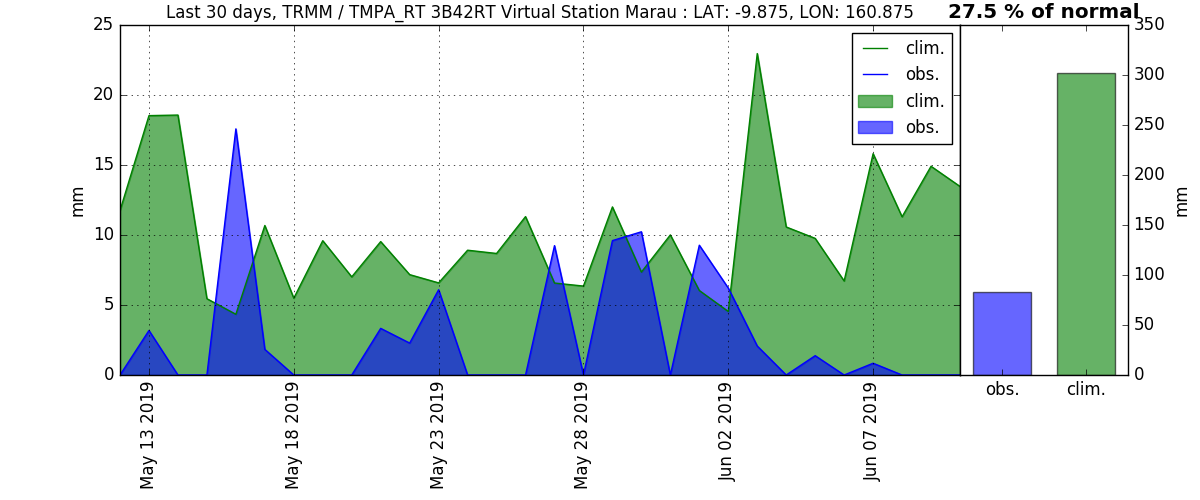 Last 30 days, TRMM / TMPA_RT 3B42RT Virtual Station Marau : LAT: -9.875, LON: 160.875
27.5 % of normal
25
20
15
10
5
0
mm
clim.
obs.
clim.
obs.
May 13 2019
May 18 2019
May 23 2019
May 28 2019
Jun 02 2019
Jun 07 2019
350
300
250
200
150
100
50
0
mm
obs.
clim.